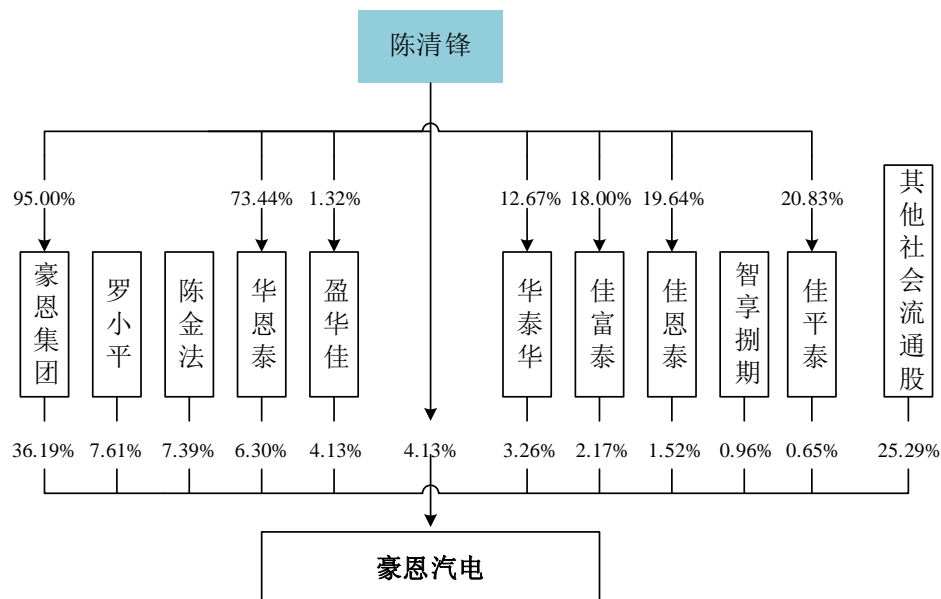 陈清锋
95.00% 73.44% 1.32% 12.67% 18.00% 19.64% 20.83%
豪恩集团
罗小平
陈金法
华恩泰
盈华佳
华泰华
佳富泰
佳恩泰
智享捌期
佳平泰
其他社会流通股
36.19% 7.61% 7.39% 6.30% 4.13% 4.13% 3.26% 2.17% 1.52% 0.96% 0.65% 25.29%
豪恩汽电